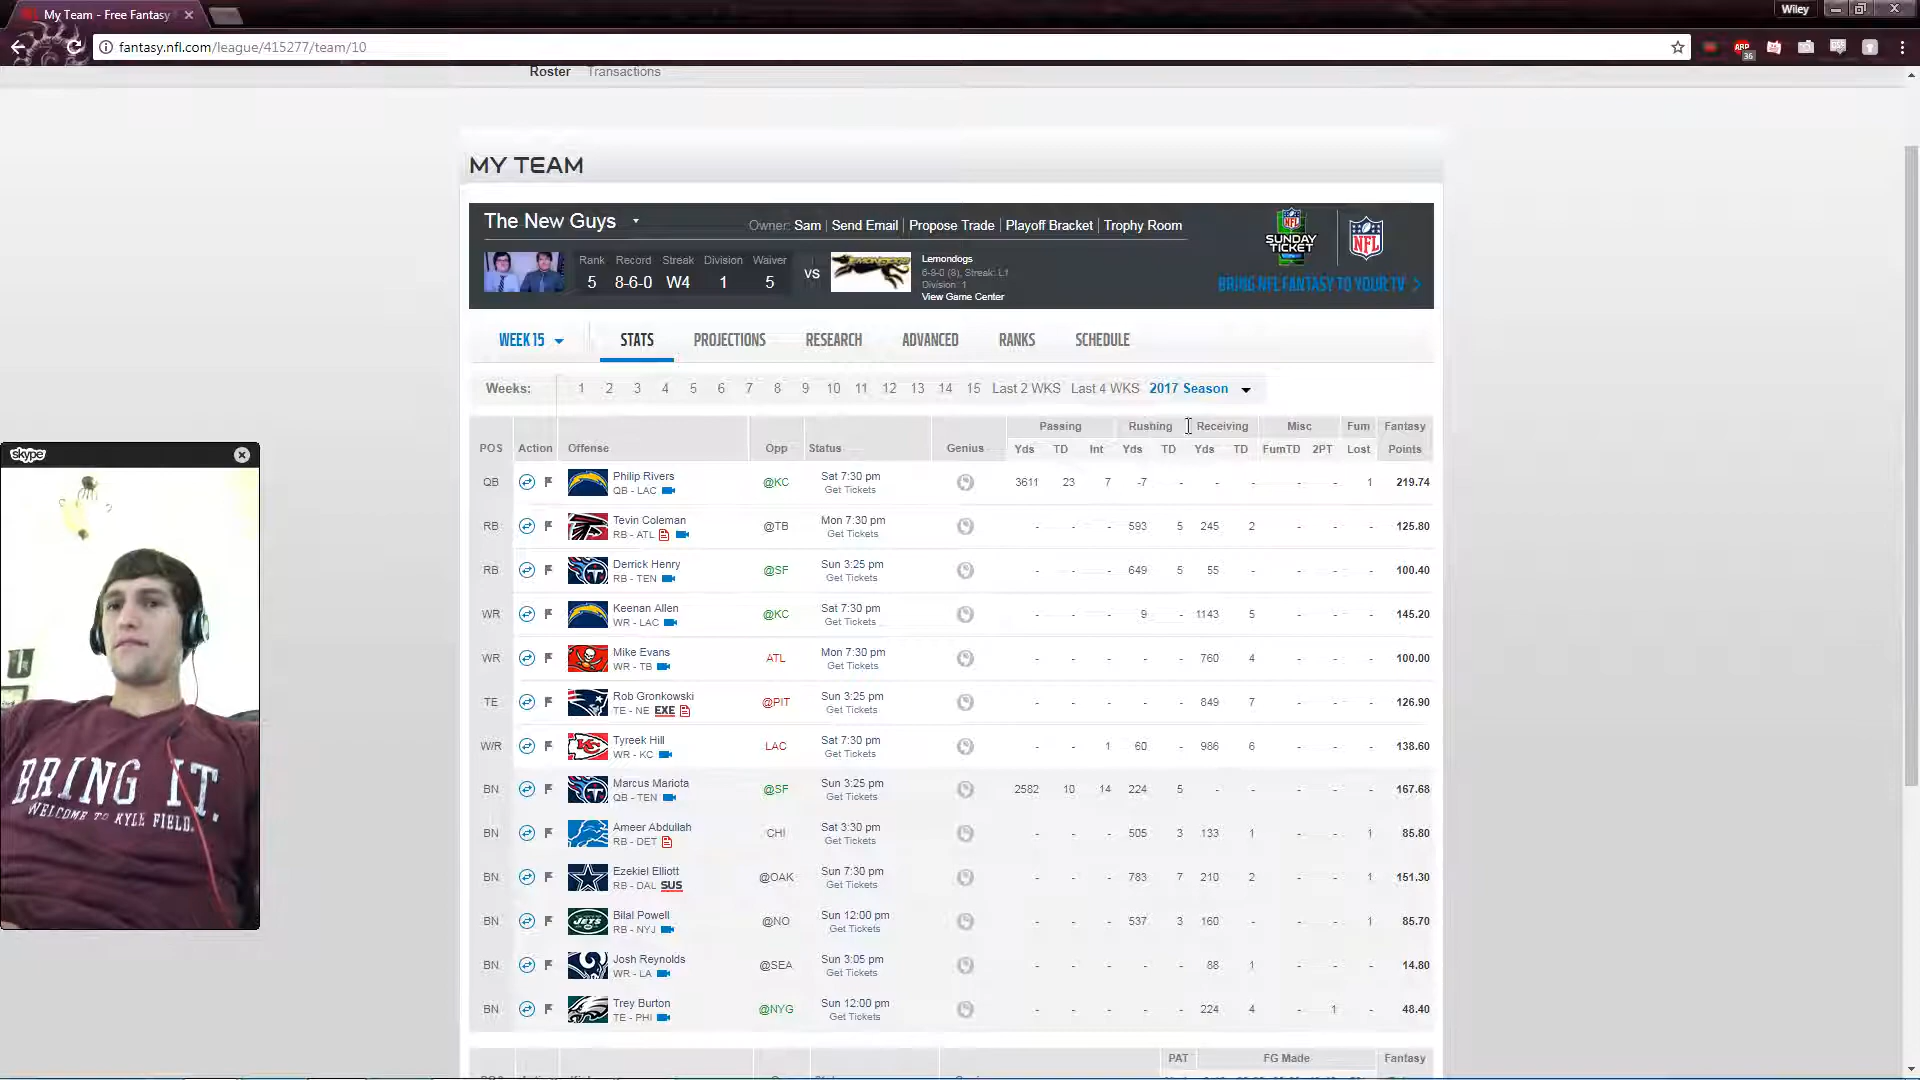 My Team - Free Fantasy
Wiley
fantasy.nfl.com/league/415277/team/10
ABP
36
Roster Transactions
MY TEAM
The New Guys
Owner: Sam | Send Email | Propose Trade | Playoff Bracket | Trophy Room
NFL
SUNDAY
TICKET
NFL
BRING NFL FANTASY TO YOUR TV
Rank Record Streak Division Waiver
5 8-6-0 W4 1 5
VS
LEMONDOGS
Lemondogs
6-8-0 (8), Streak: L1
Division: 1
View Game Center
WEEK 15 STATS PROJECTIONS RESEARCH ADVANCED RANKS SCHEDULE
Weeks: 1 2 3 4 5 6 7 8 9 10 11 12 13 14 15 Last 2 WKS Last 4 WKS 2017 Season
Passing Rushing Receiving Misc Fum Fantasy
POS Action Offense Opp Status Genius Yds TD Int Yds TD Yds TD FumTD 2PT Lost Points
QB Philip Rivers @KC Sat 7:30 pm 3611 23 7 -7 - - - - - 1 219.74
QB - LAC Get Tickets
RB Tevin Coleman @TB Mon 7:30 pm - - - 593 5 245 2 - - - 125.80
RB - ATL Get Tickets
RB Derrick Henry @SF Sun 3:25 pm - - - 649 5 55 - - - - 100.40
RB - TEN Get Tickets
WR Keenan Allen @KC Sat 7:30 pm - - - 9 - 1143 5 - - - 145.20
WR - LAC Get Tickets
WR Mike Evans ATL Mon 7:30 pm - - - - - 760 4 - - - 100.00
WR - TB Get Tickets
TE Rob Gronkowski @PIT Sun 3:25 pm - - - - - 849 7 - - - 126.90
TE - NE EXE Get Tickets
W/R Tyreek Hill LAC Sat 7:30 pm - - 1 60 - 986 6 - - - 138.60
WR - KC Get Tickets
BN Marcus Mariota @SF Sun 3:25 pm 2582 10 14 224 5 - - - - - 167.68
QB - TEN Get Tickets
BN Ameer Abdullah CHI Sat 3:30 pm - - - 505 3 133 1 - - 1 85.80
RB - DET Get Tickets
BN Ezekiel Elliott @OAK Sun 7:30 pm - - - 783 7 210 2 - - 1 151.30
RB - DAL SUS Get Tickets
BN Bilal Powell @NO Sun 12:00 pm - - - 537 3 160 - - - 1 85.70
RB - NYJ Get Tickets
BN Josh Reynolds @SEA Sun 3:05 pm - - - - - 88 1 - - - 14.80
WR - LA Get Tickets
BN Trey Burton @NYG Sun 12:00 pm - - - - - 224 4 - 1 - 48.40
TE - PHI Get Tickets
PAT FG Made Fantasy
skype
BRING IT.
WELCOME TO KYLE FIELD.